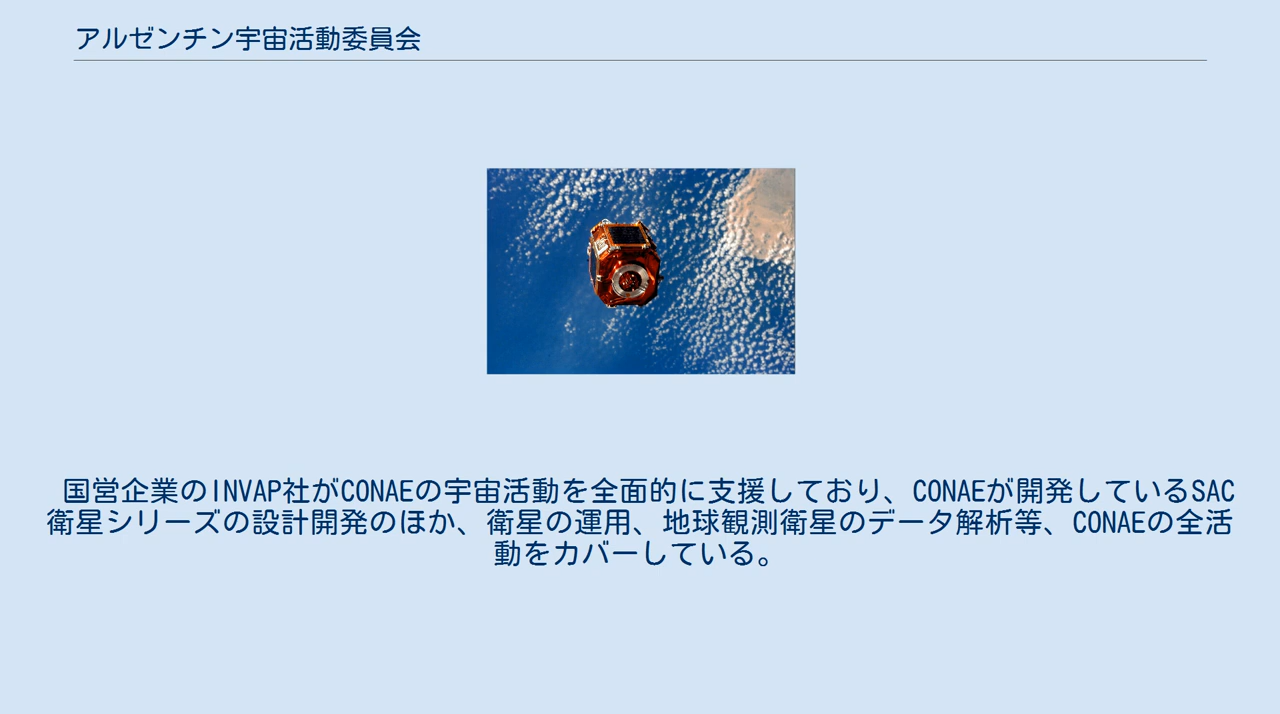 アルゼンチン宇宙活動委員会
国営企業のINVAP社がCONAEの宇宙活動を全面的に支援しており、CONAEが開発しているSAC
衛星シリーズの設計開発のほか、衛星の運用、地球観測衛星のデータ解析等、CONAEの全活
動をカバーしている。